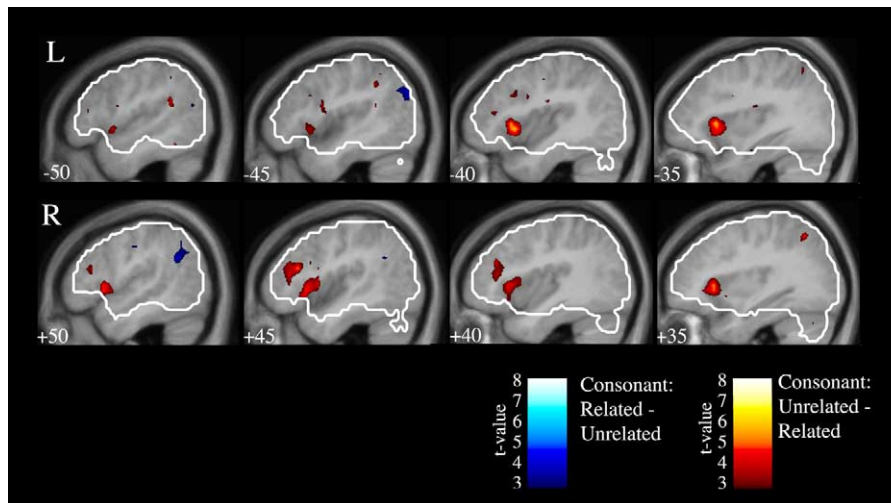 L
-50
-45
-40
-35
R
+50
+45
+40
+35
8
7
6
5
4
3
t-value
Consonant:
Related -
Unrelated
8
7
6
5
4
3
t-value
Consonant:
Unrelated -
Related